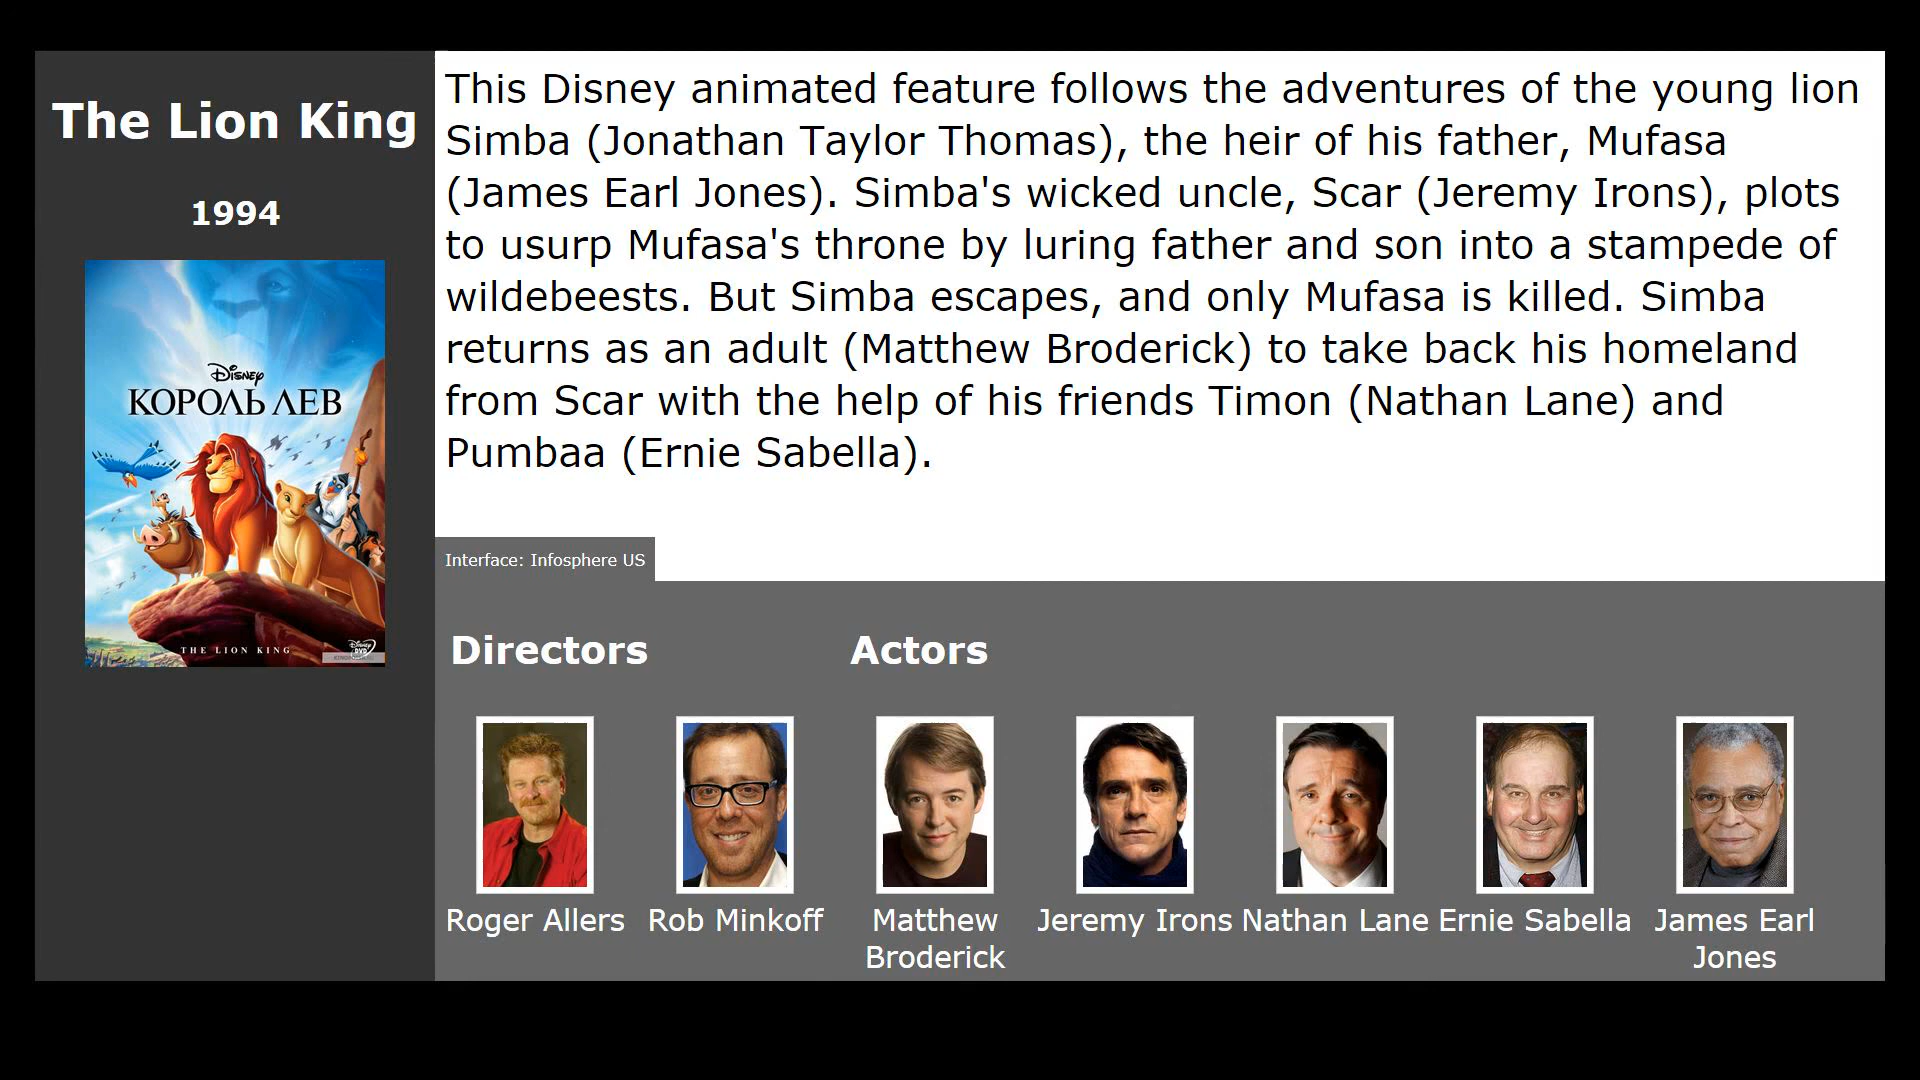 The Lion King
1994
Disney
КОРОЛЬ ЛЕВ
THE LION KING
Disney
DVD
This Disney animated feature follows the adventures of the young lion
Simba (Jonathan Taylor Thomas), the heir of his father, Mufasa
(James Earl Jones). Simba's wicked uncle, Scar (Jeremy Irons), plots
to usurp Mufasa's throne by luring father and son into a stampede of
wildebeests. But Simba escapes, and only Mufasa is killed. Simba
returns as an adult (Matthew Broderick) to take back his homeland
from Scar with the help of his friends Timon (Nathan Lane) and
Pumbaa (Ernie Sabella).
Interface: Infosphere US
Directors
Actors
Roger Allers
Rob Minkoff
Matthew
Broderick
Jeremy Irons
Nathan Lane
Ernie Sabella
James Earl
Jones